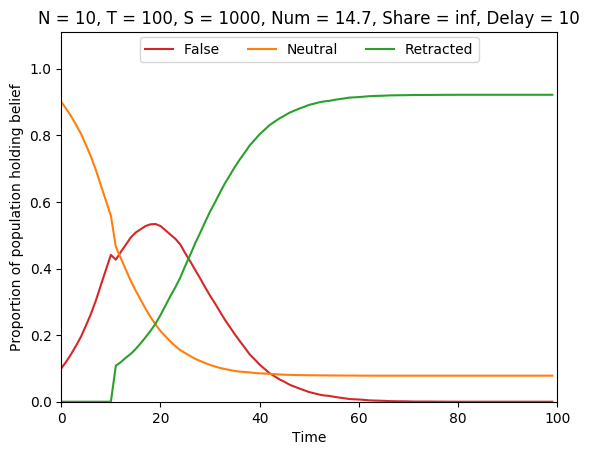 N = 10, T = 100, S = 1000, Num = 14.7, Share = inf, Delay = 10
False Neutral Retracted
Proportion of population holding belief
1.0
0.8
0.6
0.4
0.2
0.0
0 20 40 60 80 100
Time